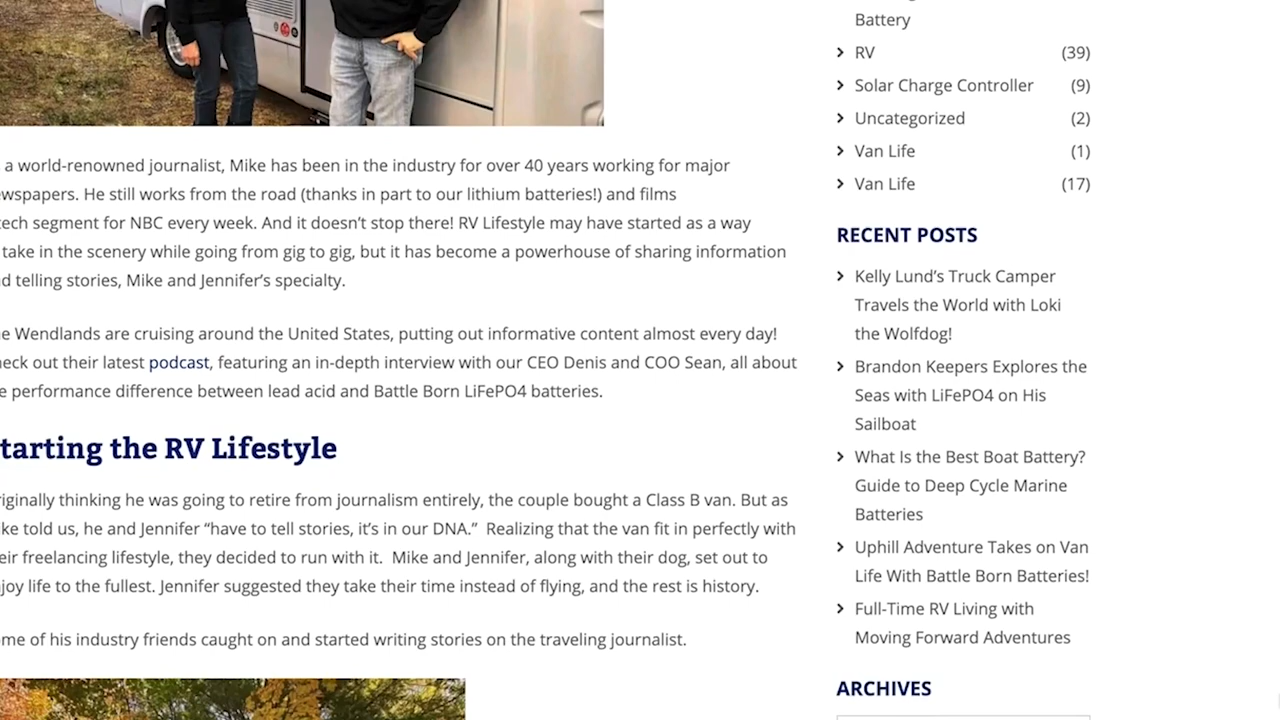 a world-renowned journalist, Mike has been in the industry for over 40 years working for major
He still works from the road (thanks in part to our lithium batteries!) and films
tech segment for NBC every week. And it doesn’t stop there! RV Lifestyle may have started as a way
take in the scenery while going from gig to gig, but it has become a powerhouse of sharing information
telling stories, Mike and Jennifer’s specialty.
Wendlands are cruising around the United States, putting out informative content almost every day!
out their latest podcast, featuring an in-depth interview with our CEO Denis and COO Sean, all about
performance difference between lead acid and Battle Born LiFePO4 batteries.
tarting the RV Lifestyle
riginally thinking he was going to retire from journalism entirely, the couple bought a Class B van. But as
told us, he and Jennifer “have to tell stories, it’s in our DNA.” Realizing that the van fit in perfectly with
eir freelancing lifestyle, they decided to run with it. Mike and Jennifer, along with their dog, set out to
joy life to the fullest. Jennifer suggested they take their time instead of flying, and the rest is history.
ome of his industry friends caught on and started writing stories on the traveling journalist.
Battery
RV (39)
Solar Charge Controller (9)
Uncategorized (2)
Van Life (1)
Van Life (17)
RECENT POSTS
Kelly Lund’s Truck Camper
Travels the World with Loki
the Wolfdog!
Brandon Keepers Explores the
Seas with LiFePO4 on His
Sailboat
What Is the Best Boat Battery?
Guide to Deep Cycle Marine
Batteries
Uphill Adventure Takes on Van
Life With Battle Born Batteries!
Full-Time RV Living with
Moving Forward Adventures
ARCHIVES